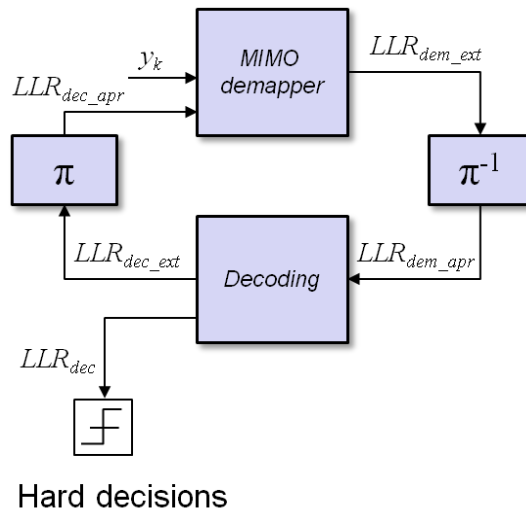 MIMO
demapper
y_k
LLR_dem_ext
LLR_dec_apr
π
π⁻¹
LLR_dec_ext
Decoding
LLR_dem_apr
LLR_dec
Hard decisions